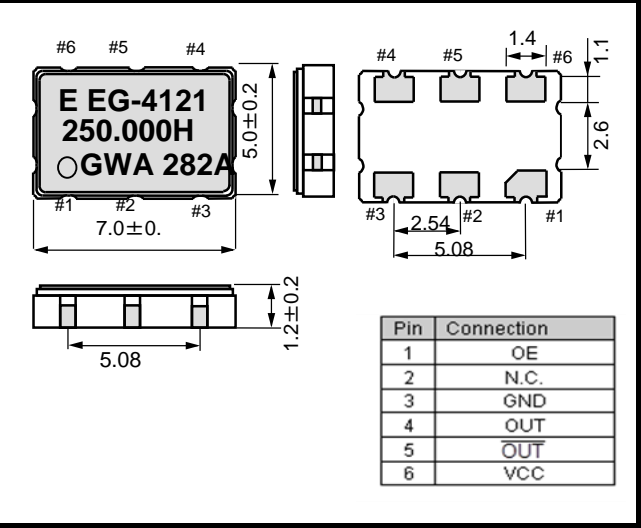 #6 #5 #4
E EG-4121
250.000H
GWA 282A
#1 #2 #3
7.0±0.
5.0±0.2
#4 #5 #6
1.4
1.1
2.6
#3 #2 #1
2.54
5.08
5.08
1.2±0.2
Pin Connection
1 OE
2 N.C.
3 GND
4 OUT
5 O̅U̅T̅
6 VCC